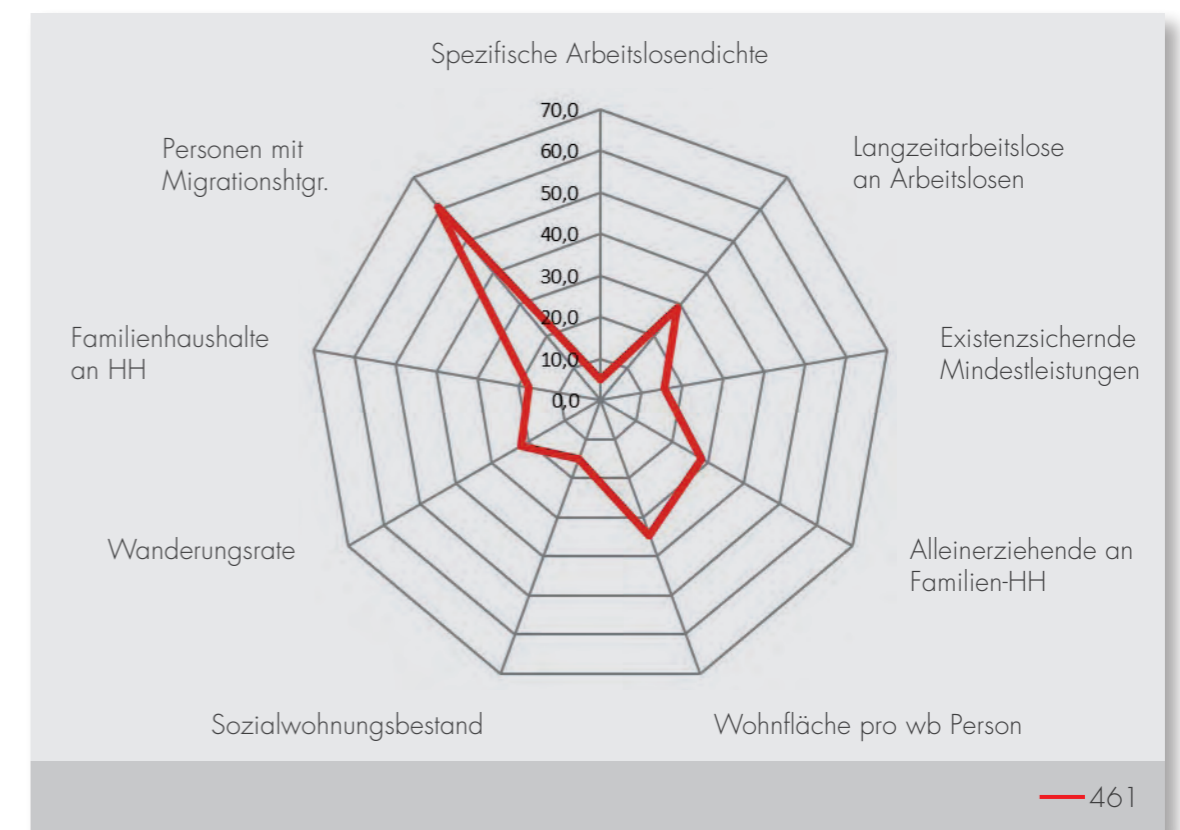 Spezifische Arbeitslosendichte
70,0
60,0
50,0
40,0
30,0
20,0
10,0
0,0
Langzeitarbeitslose
an Arbeitslosen
Existenzsichernde
Mindestleistungen
Alleinerziehende an
Familien-HH
Wohnfläche pro wb Person
Sozialwohnungsbestand
Wanderungsrate
Familienhaushalte
an HH
Personen mit
Migrationshtgr.
461